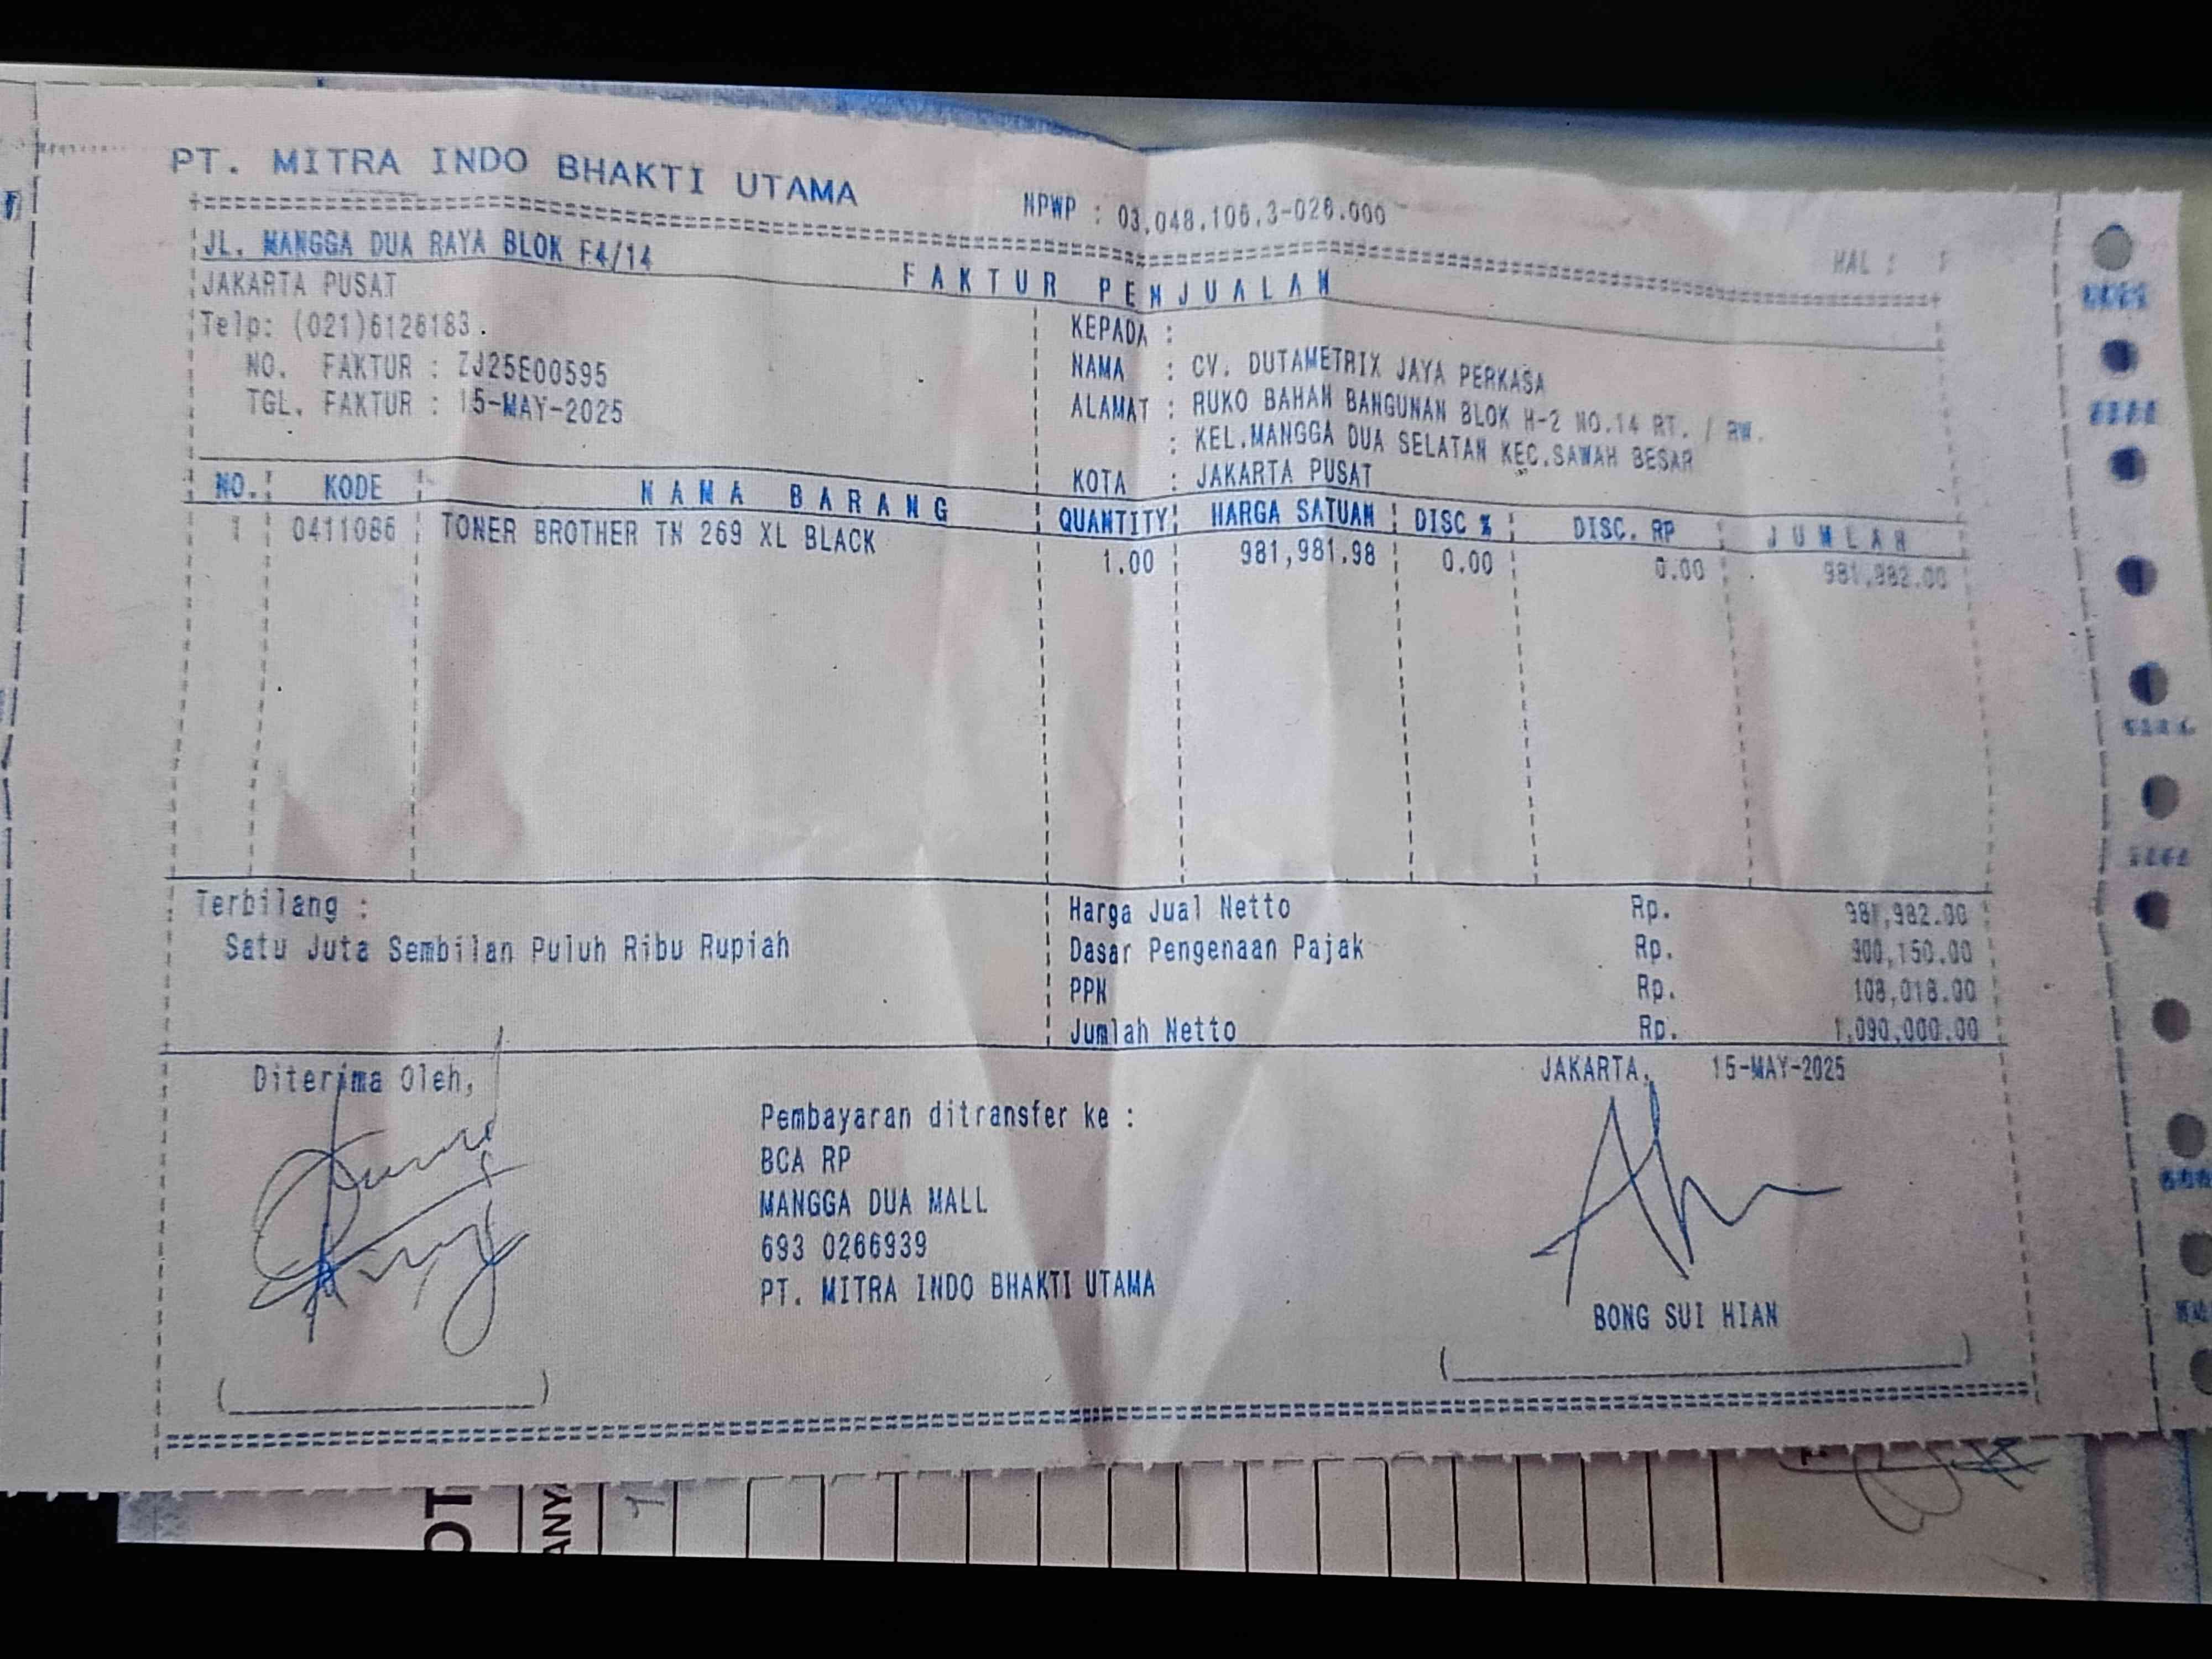 PT. MITRA INDO BHAKTI UTAMA
NPWP : 03.048.106.3-026.000
JL. MANGGA DUA RAYA BLOK F4/14
HAL : 1
JAKARTA PUSAT
FAKTUR PENJUALAN
Telp: (021)6126183.
KEPADA :
NO. FAKTUR : ZJ25E00595
NAMA : CV. DUTAMETRIX JAYA PERKASA
TGL. FAKTUR : 15-MAY-2025
ALAMAT : RUKO BAHAN BANGUNAN BLOK H-2 NO.14 RT. / RW.
: KEL.MANGGA DUA SELATAN KEC.SAWAH BESAR
KOTA : JAKARTA PUSAT
NO. KODE NAMA BARANG QUANTITY HARGA SATUAN DISC % DISC. RP JUMLAH
1 0411086 TONER BROTHER TN 269 XL BLACK 1.00 981,981.98 0.00 0.00 981,982.00
Terbilang :
Satu Juta Sembilan Puluh Ribu Rupiah
Harga Jual Netto Rp. 981,982.00
Dasar Pengenaan Pajak Rp. 900,150.00
PPN Rp. 108,018.00
Jumlah Netto Rp. 1,090,000.00
Diterima Oleh,
JAKARTA, 15-MAY-2025
Pembayaran ditransfer ke :
BCA RP
MANGGA DUA MALL
693 0266939
PT. MITRA INDO BHAKTI UTAMA
BONG SUI HIAN